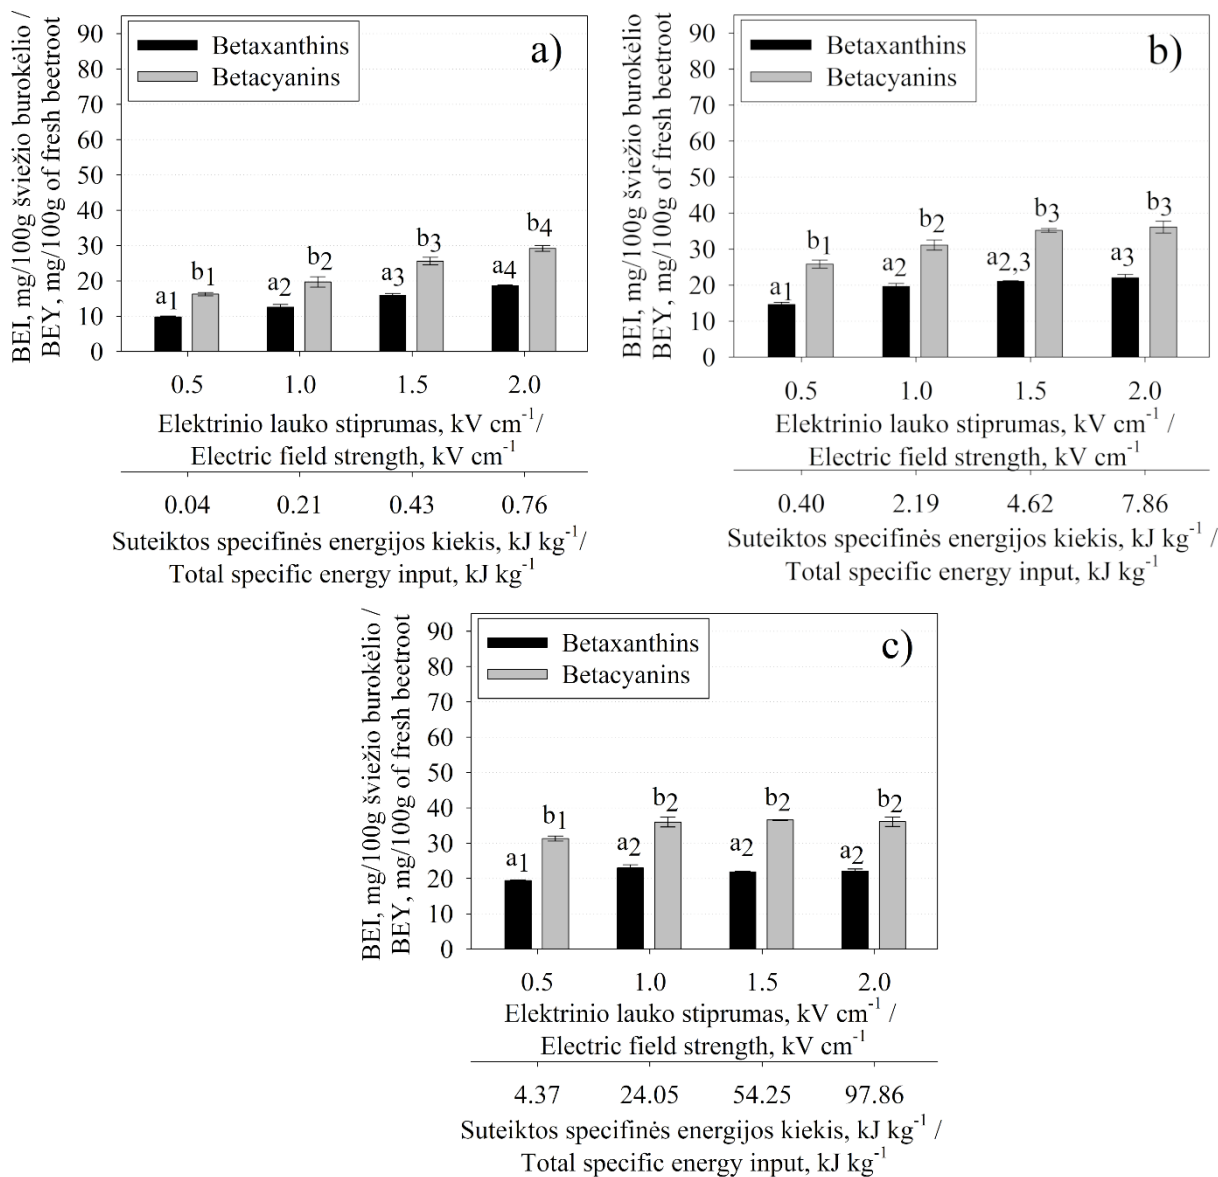 BEI, mg/100g šviežio burokėlio /
BEY, mg/100g of fresh beetroot
Betaxanthins
Betacyanins
a)
90
80
70
60
50
40
30
20
10
0
a1 b1 a2 b2 a3 b3 a4 b4
0.5 1.0 1.5 2.0
Elektrinio lauko stiprumas, kV cm-1/
Electric field strength, kV cm-1
0.04 0.21 0.43 0.76
Suteiktos specifinės energijos kiekis, kJ kg-1/
Total specific energy input, kJ kg-1
BEI, mg/100g šviežio burokėlio
BEY, mg/100g of fresh beetroot
Betaxanthins
Betacyanins
b)
90
80
70
60
50
40
30
20
10
0
a1 b1 a2 b2 a2,3 b3 a3 b3
0.5 1.0 1.5 2.0
Elektrinio lauko stiprumas, kV cm-1 /
Electric field strength, kV cm-1
0.40 2.19 4.62 7.86
Suteiktos specifinės energijos kiekis, kJ kg-1 /
Total specific energy input, kJ kg-1
BEI, mg/100g šviežio burokėlio /
BEY, mg/100g of fresh beetroot
Betaxanthins
Betacyanins
c)
90
80
70
60
50
40
30
20
10
0
a1 b1 a2 b2 a2 b2 a2 b2
0.5 1.0 1.5 2.0
Elektrinio lauko stiprumas, kV cm-1 /
Electric field strength, kV cm-1
4.37 24.05 54.25 97.86
Suteiktos specifinės energijos kiekis, kJ kg-1 /
Total specific energy input, kJ kg-1